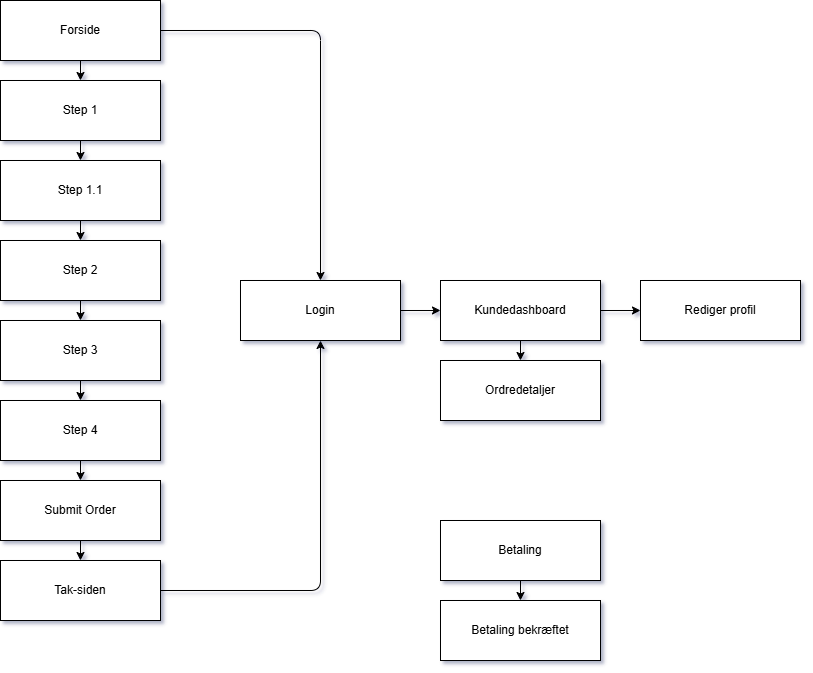 Forside
Step 1
Step 1.1
Step 2
Step 3
Step 4
Submit Order
Tak-siden
Login
Kundedashboard
Rediger profil
Ordredetaljer
Betaling
Betaling bekræftet